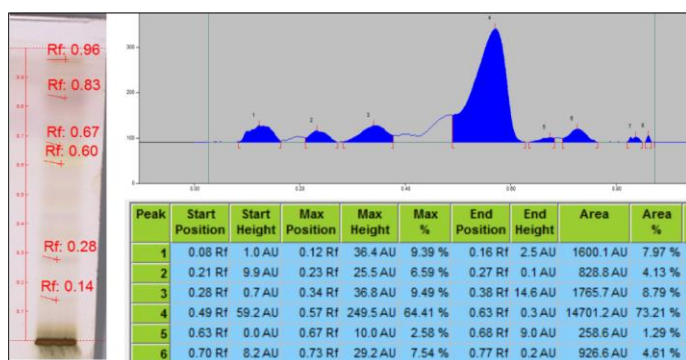 Rf: 0.96
Rf: 0.83
Rf: 0.67
Rf: 0.60
Rf: 0.28
Rf: 0.14
300
200
100
0
1
2
3
4
5
6
7
8
0.00
0.20
0.40
0.60
0.80
Peak Start Position Start Height Max Position Max Height Max % End Position End Height Area Area %
1 0.08 Rf 1.0 AU 0.12 Rf 36.4 AU 9.39 % 0.16 Rf 2.5 AU 1600.1 AU 7.97 %
2 0.21 Rf 9.9 AU 0.23 Rf 25.5 AU 6.59 % 0.27 Rf 0.1 AU 828.8 AU 4.13 %
3 0.28 Rf 0.7 AU 0.34 Rf 36.8 AU 9.49 % 0.38 Rf 14.6 AU 1765.7 AU 8.79 %
4 0.49 Rf 59.2 AU 0.57 Rf 249.5 AU 64.41 % 0.63 Rf 0.3 AU 14701.2 AU 73.21 %
5 0.63 Rf 0.0 AU 0.67 Rf 10.0 AU 2.58 % 0.68 Rf 9.0 AU 258.6 AU 1.29 %
6 0.70 Rf 8.2 AU 0.73 Rf 29.2 AU 7.54 % 0.77 Rf 0.2 AU 926.6 AU 4.61 %